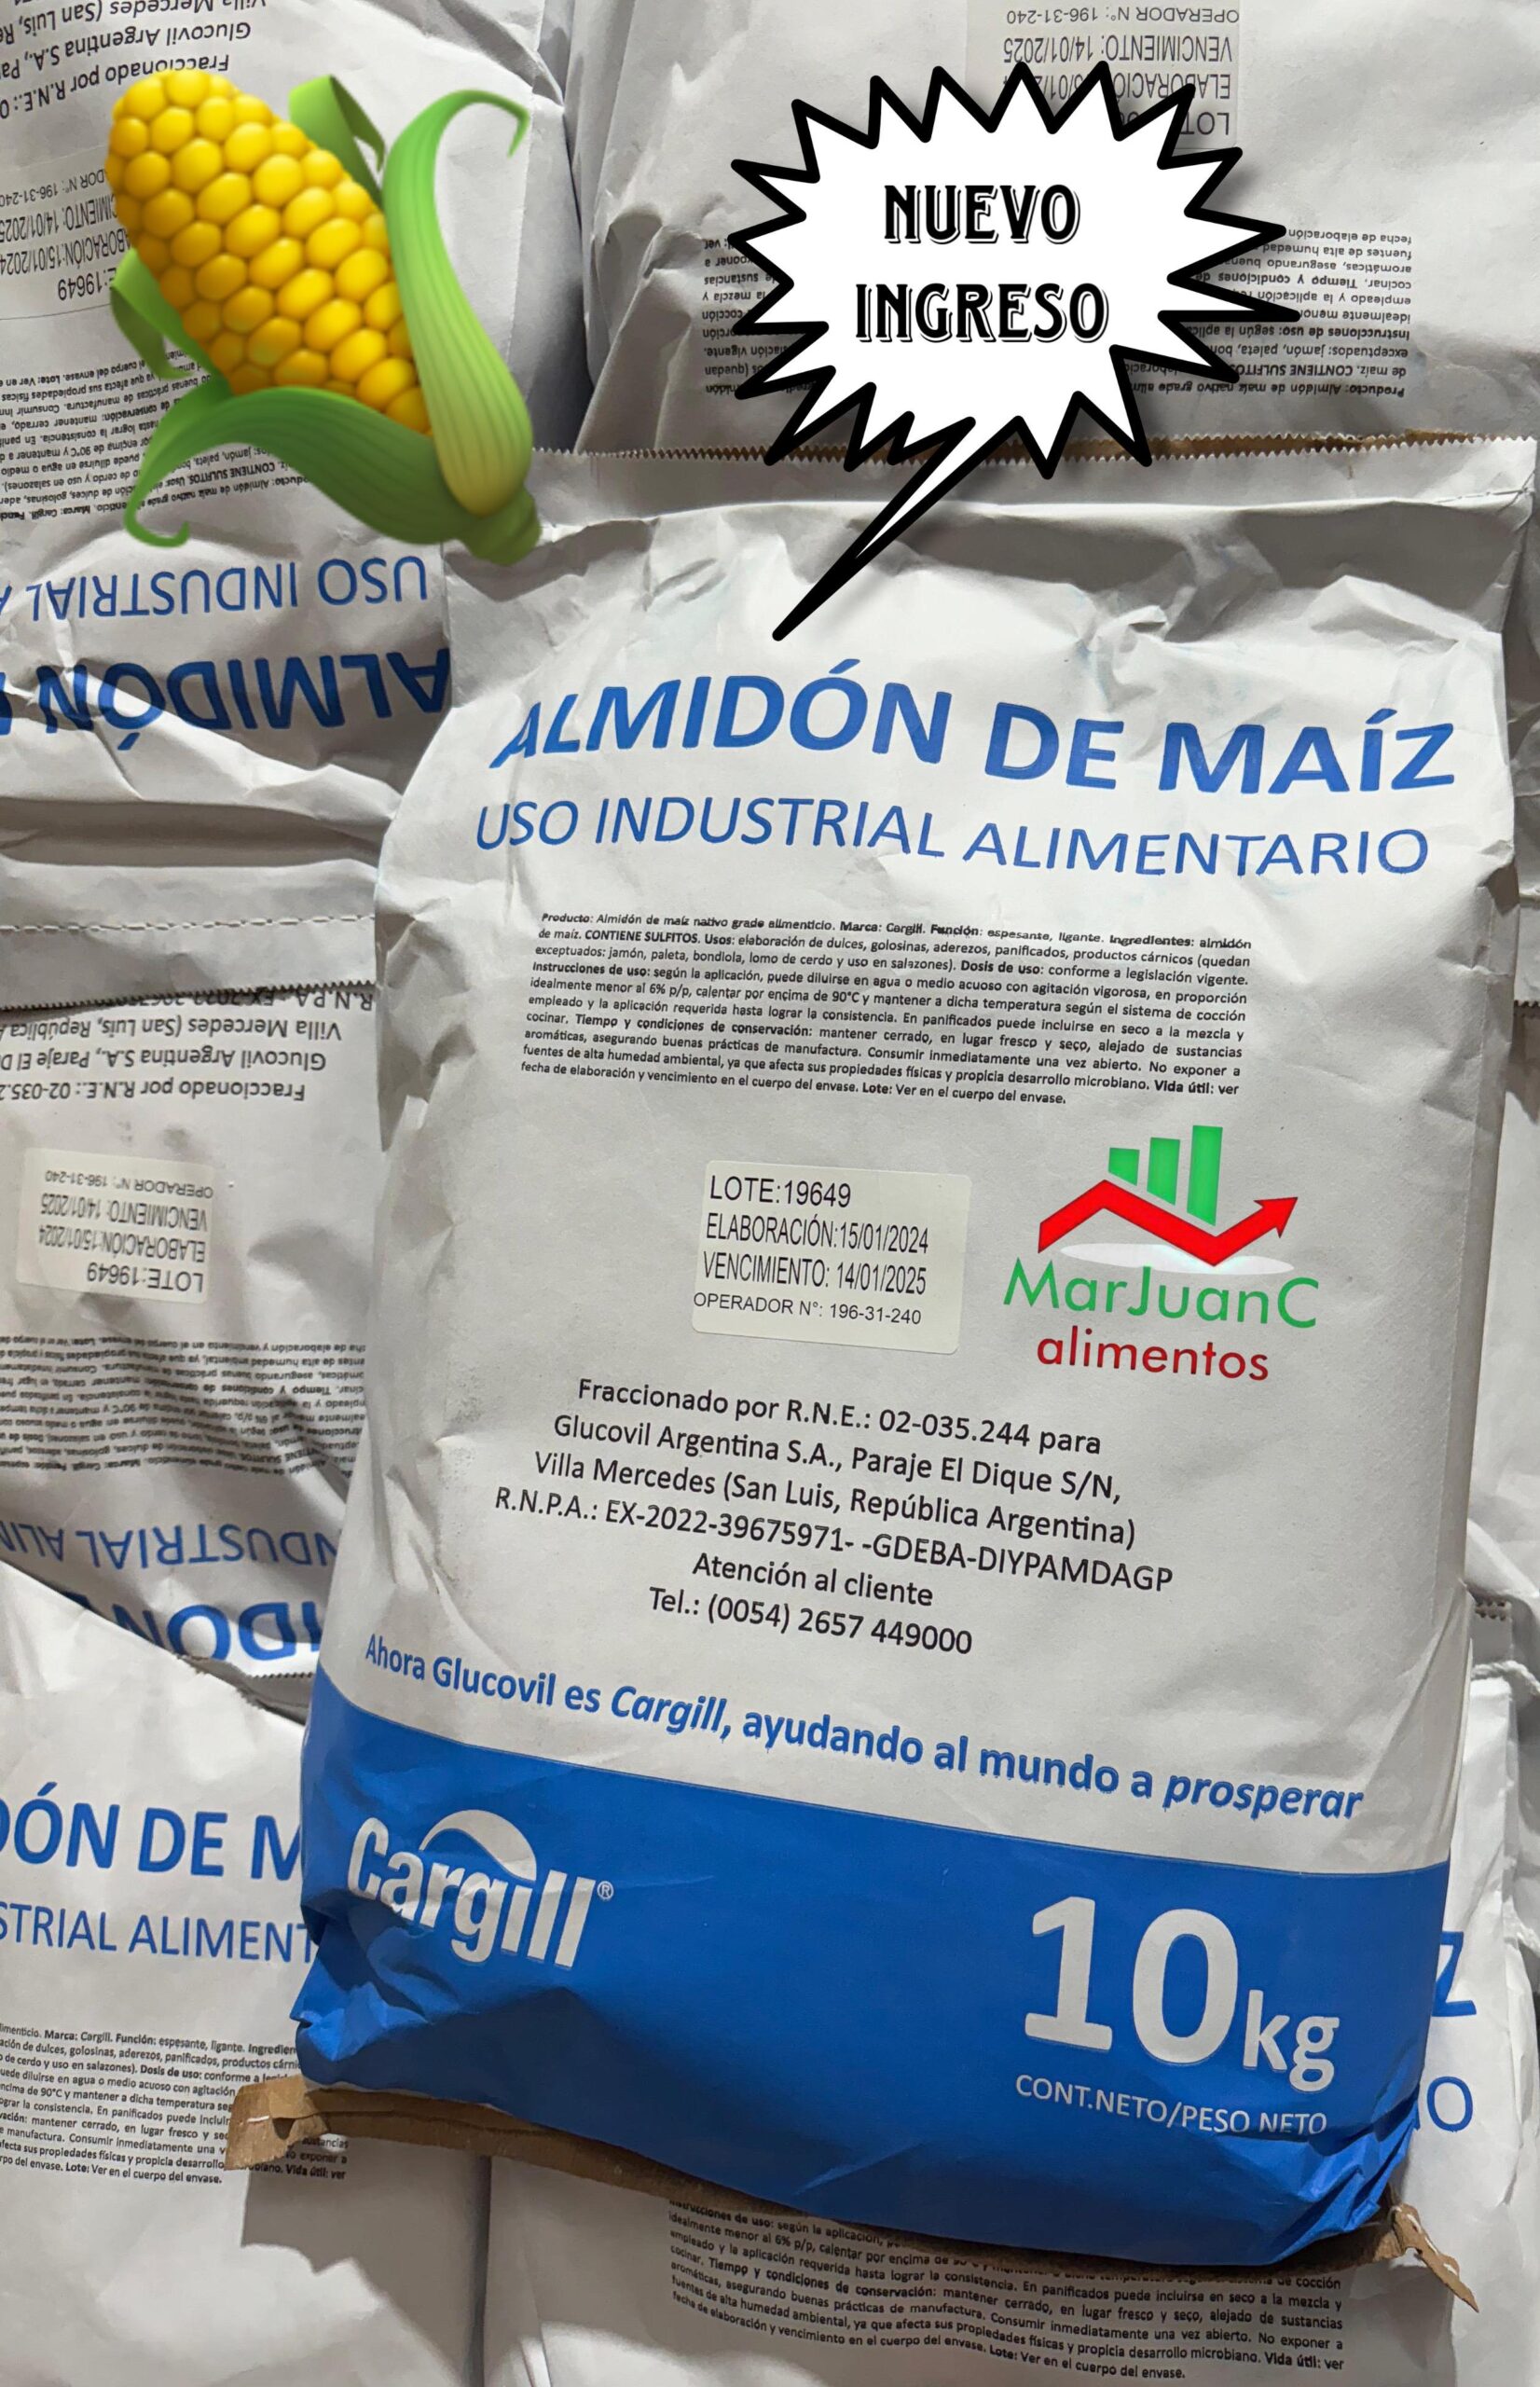 NUEVO
INGRESO
ALMIDÓN DE MAÍZ
USO INDUSTRIAL ALIMENTARIO
Producto: Almidón de maíz nativo grado alimenticio. Marca: Cargill. Función: espesante, ligante. Ingredientes: almidón
de maíz. CONTIENE SULFITOS. Usos: elaboración de dulces, golosinas, aderezos, panificados, productos cárnicos (quedan
exceptuados: jamón, paleta, bondiola, lomo de cerdo y uso en salazones). Dosis de uso: conforme a legislación vigente.
Instrucciones de uso: según la aplicación, puede diluirse en agua o medio acuoso con agitación vigorosa, en proporción
idealmente menor al 6% p/p, calentar por encima de 90°C y mantener a dicha temperatura según el sistema de cocción
empleado y la aplicación requerida hasta lograr la consistencia. En panificados puede incluirse en seco a la mezcla y
cocinar. Tiempo y condiciones de conservación: mantener cerrado, en lugar fresco y seco, alejado de sustancias
aromáticas, asegurando buenas prácticas de manufactura. Consumir inmediatamente una vez abierto. No exponer a
fuentes de alta humedad ambiental, ya que afecta sus propiedades físicas y propicia desarrollo microbiano. Vida útil: ver
fecha de elaboración y vencimiento en el cuerpo del envase. Lote: Ver en el cuerpo del envase.
LOTE:19649
ELABORACIÓN:15/01/2024
VENCIMIENTO: 14/01/2025
OPERADOR N°: 196-31-240
MarJuanC
alimentos
Fraccionado por R.N.E.: 02-035.244 para
Glucovil Argentina S.A., Paraje El Dique S/N,
Villa Mercedes (San Luis, República Argentina)
R.N.P.A.: EX-2022-39675971- -GDEBA-DIYPAMDAGP
Atención al cliente
Tel.: (0054) 2657 449000
Ahora Glucovil es Cargill, ayudando al mundo a prosperar
Cargill®
10kg
CONT.NETO/PESO NETO